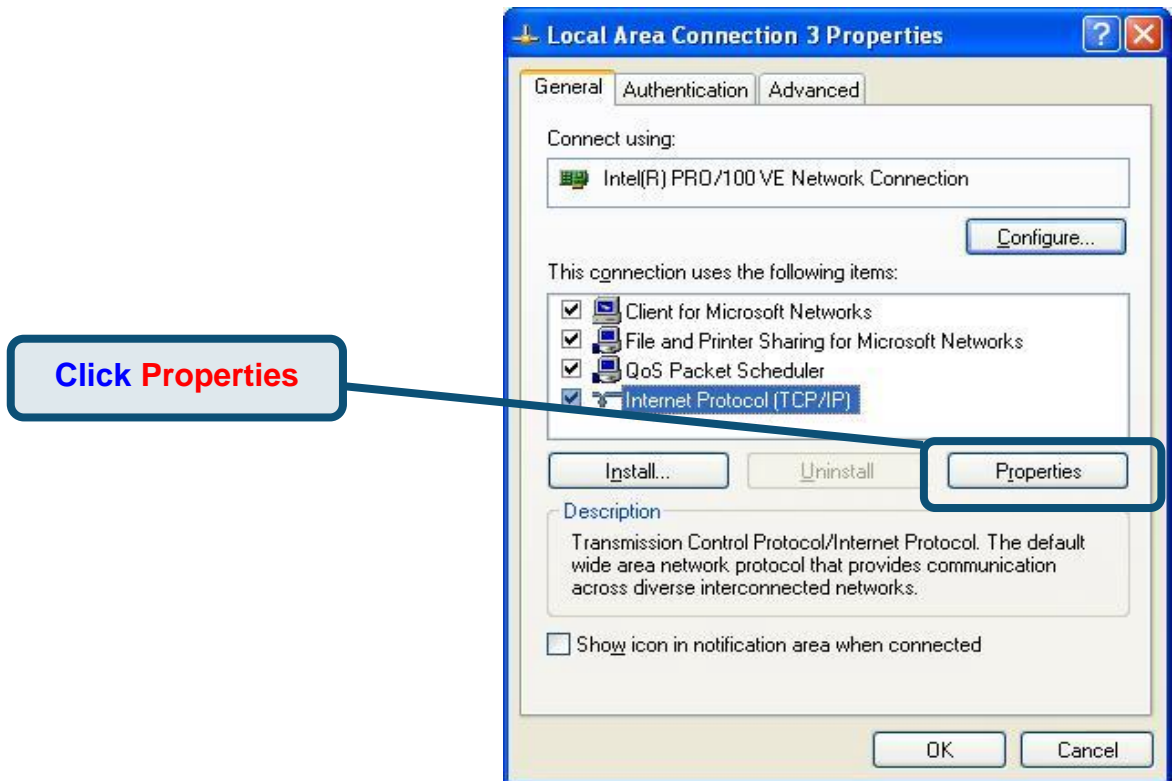 Local Area Connection 3 Properties
General Authentication Advanced
Connect using:
Intel(R) PRO/100 VE Network Connection
Configure...
This connection uses the following items:
Client for Microsoft Networks
File and Printer Sharing for Microsoft Networks
QoS Packet Scheduler
Internet Protocol (TCP/IP)
Click Properties
Install... Uninstall Properties
Description
Transmission Control Protocol/Internet Protocol. The default
wide area network protocol that provides communication
across diverse interconnected networks.
Show icon in notification area when connected
OK Cancel